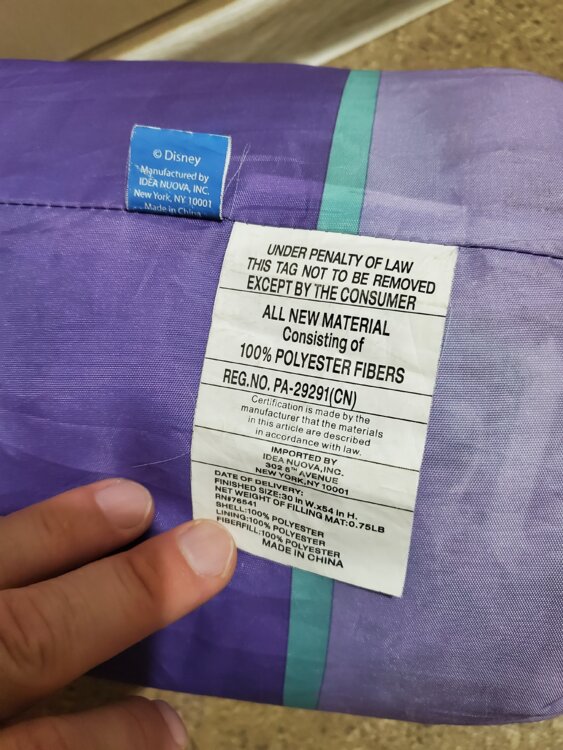 © Disney
Manufactured by
IDEA NUOVA, INC.
New York, NY 10001
Made in China
UNDER PENALTY OF LAW
THIS TAG NOT TO BE REMOVED
EXCEPT BY THE CONSUMER
ALL NEW MATERIAL
Consisting of
100% POLYESTER FIBERS
REG.NO. PA-29291(CN)
Certification is made by the
manufacturer that the materials
in this article are described
in accordance with law.
IMPORTED BY
IDEA NUOVA,INC.
302 5TH AVENUE
NEW YORK,NY 10001
DATE OF DELIVERY:
FINISHED SIZE:30 in W.x54 in H.
NET WEIGHT OF FILLING MAT:0.75LB
RN#76541
SHELL:100% POLYESTER
LINING:100% POLYESTER
FIBERFILL:100% POLYESTER
MADE IN CHINA